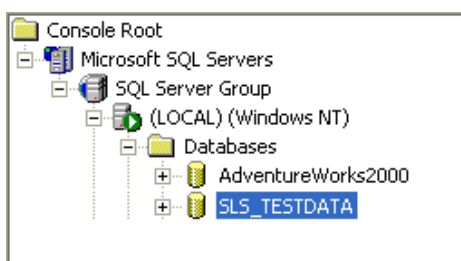 Console Root
Microsoft SQL Servers
SQL Server Group
(LOCAL) (Windows NT)
Databases
AdventureWorks2000
SLS_TESTDATA